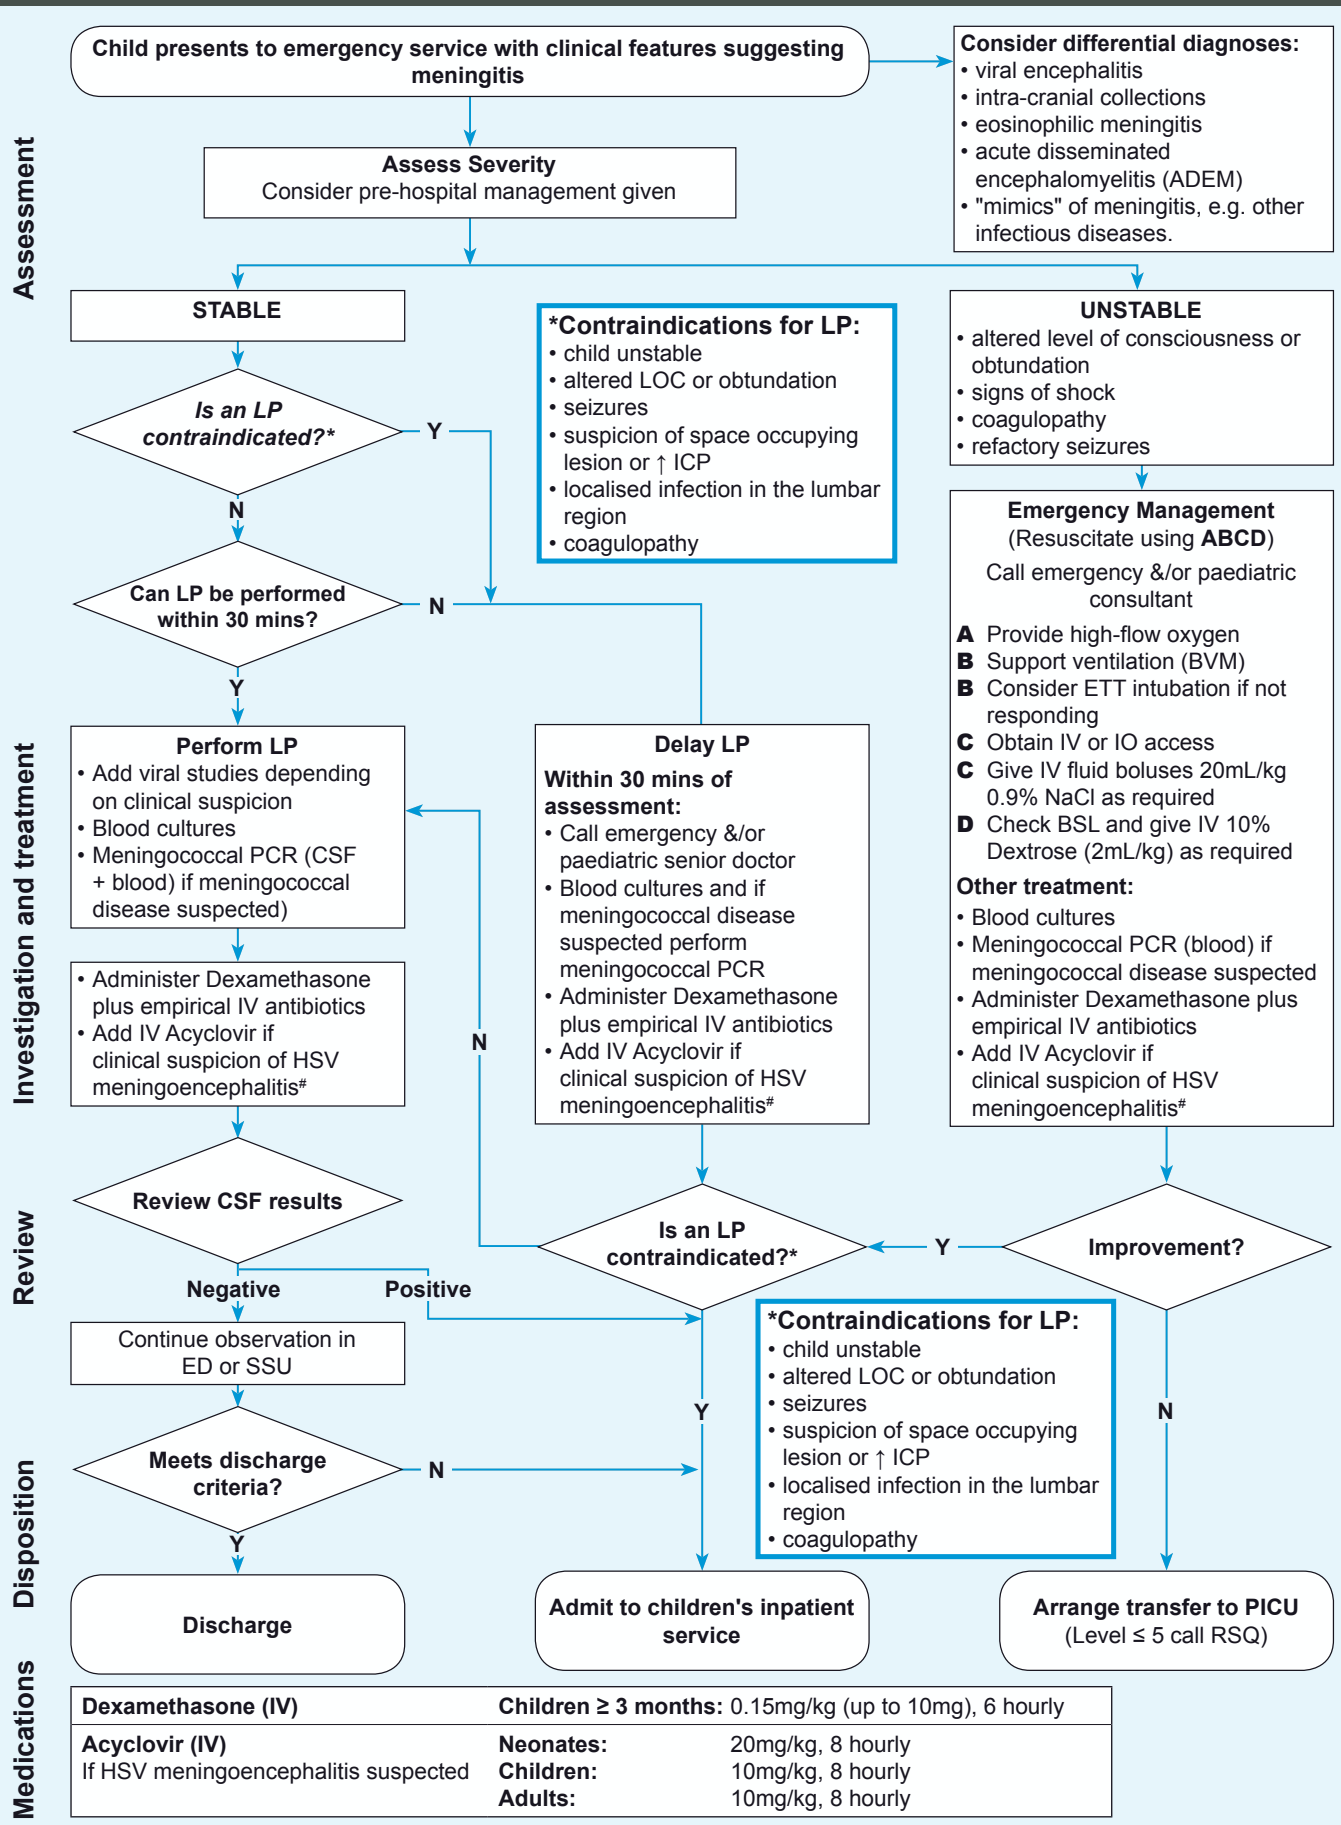 Assessment
Child presents to emergency service with clinical features suggesting
meningitis
Consider differential diagnoses:
• viral encephalitis
• intra-cranial collections
• eosinophilic meningitis
• acute disseminated
encephalomyelitis (ADEM)
• "mimics" of meningitis, e.g. other
infectious diseases.
Assess Severity
Consider pre-hospital management given
STABLE
Is an LP
contraindicated?*
Y
N
Can LP be performed
within 30 mins?
N
Y
*Contraindications for LP:
• child unstable
• altered LOC or obtundation
• seizures
• suspicion of space occupying
lesion or ↑ ICP
• localised infection in the lumbar
region
• coagulopathy
UNSTABLE
• altered level of consciousness or
obtundation
• signs of shock
• coagulopathy
• refactory seizures
Emergency Management
(Resuscitate using ABCD)
Call emergency &/or paediatric
consultant
A Provide high-flow oxygen
B Support ventilation (BVM)
B Consider ETT intubation if not
responding
C Obtain IV or IO access
C Give IV fluid boluses 20mL/kg
0.9% NaCl as required
D Check BSL and give IV 10%
Dextrose (2mL/kg) as required
Other treatment:
• Blood cultures
• Meningococcal PCR (blood) if
meningococcal disease suspected
• Administer Dexamethasone plus
empirical IV antibiotics
• Add IV Acyclovir if
clinical suspicion of HSV
meningoencephalitis#
Investigation and treatment
Perform LP
• Add viral studies depending
on clinical suspicion
• Blood cultures
• Meningococcal PCR (CSF
+ blood) if meningococcal
disease suspected)
• Administer Dexamethasone
plus empirical IV antibiotics
• Add IV Acyclovir if
clinical suspicion of HSV
meningoencephalitis#
Delay LP
Within 30 mins of
assessment:
• Call emergency &/or
paediatric senior doctor
• Blood cultures and if
meningococcal disease
suspected perform
meningococcal PCR
• Administer Dexamethasone
plus empirical IV antibiotics
• Add IV Acyclovir if
clinical suspicion of HSV
meningoencephalitis#
N
Review
Review CSF results
Negative
Positive
Is an LP
contraindicated?*
Y
Improvement?
Continue observation in
ED or SSU
Y
N
*Contraindications for LP:
• child unstable
• altered LOC or obtundation
• seizures
• suspicion of space occupying
lesion or ↑ ICP
• localised infection in the lumbar
region
• coagulopathy
Disposition
Meets discharge
criteria?
N
Y
Discharge
Admit to children's inpatient
service
Arrange transfer to PICU
(Level ≤ 5 call RSQ)
Medications
Dexamethasone (IV) Children ≥ 3 months: 0.15mg/kg (up to 10mg), 6 hourly
Acyclovir (IV) Neonates: 20mg/kg, 8 hourly
If HSV meningoencephalitis suspected Children: 10mg/kg, 8 hourly
Adults: 10mg/kg, 8 hourly